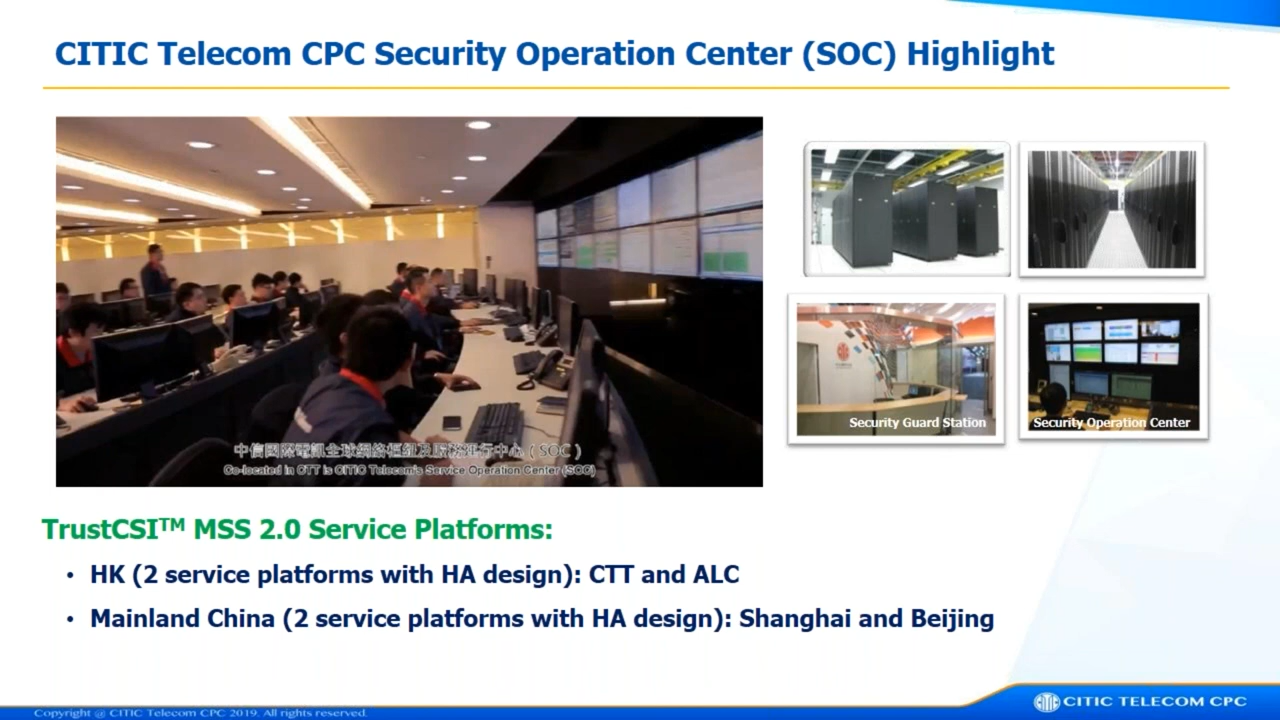 CITIC Telecom CPC Security Operation Center (SOC) Highlight
中信國際電訊全球網絡樞紐及服務運行中心（SOC）
Co-located in CTT is CITIC Telecom's Service Operation Center (SOC)
Security Guard Station
Security Operation Center
TrustCSI™ MSS 2.0 Service Platforms:
• HK (2 service platforms with HA design): CTT and ALC
• Mainland China (2 service platforms with HA design): Shanghai and Beijing
Copyright @ CITIC Telecom CPC 2019. All rights reserved.
CITIC TELECOM CPC